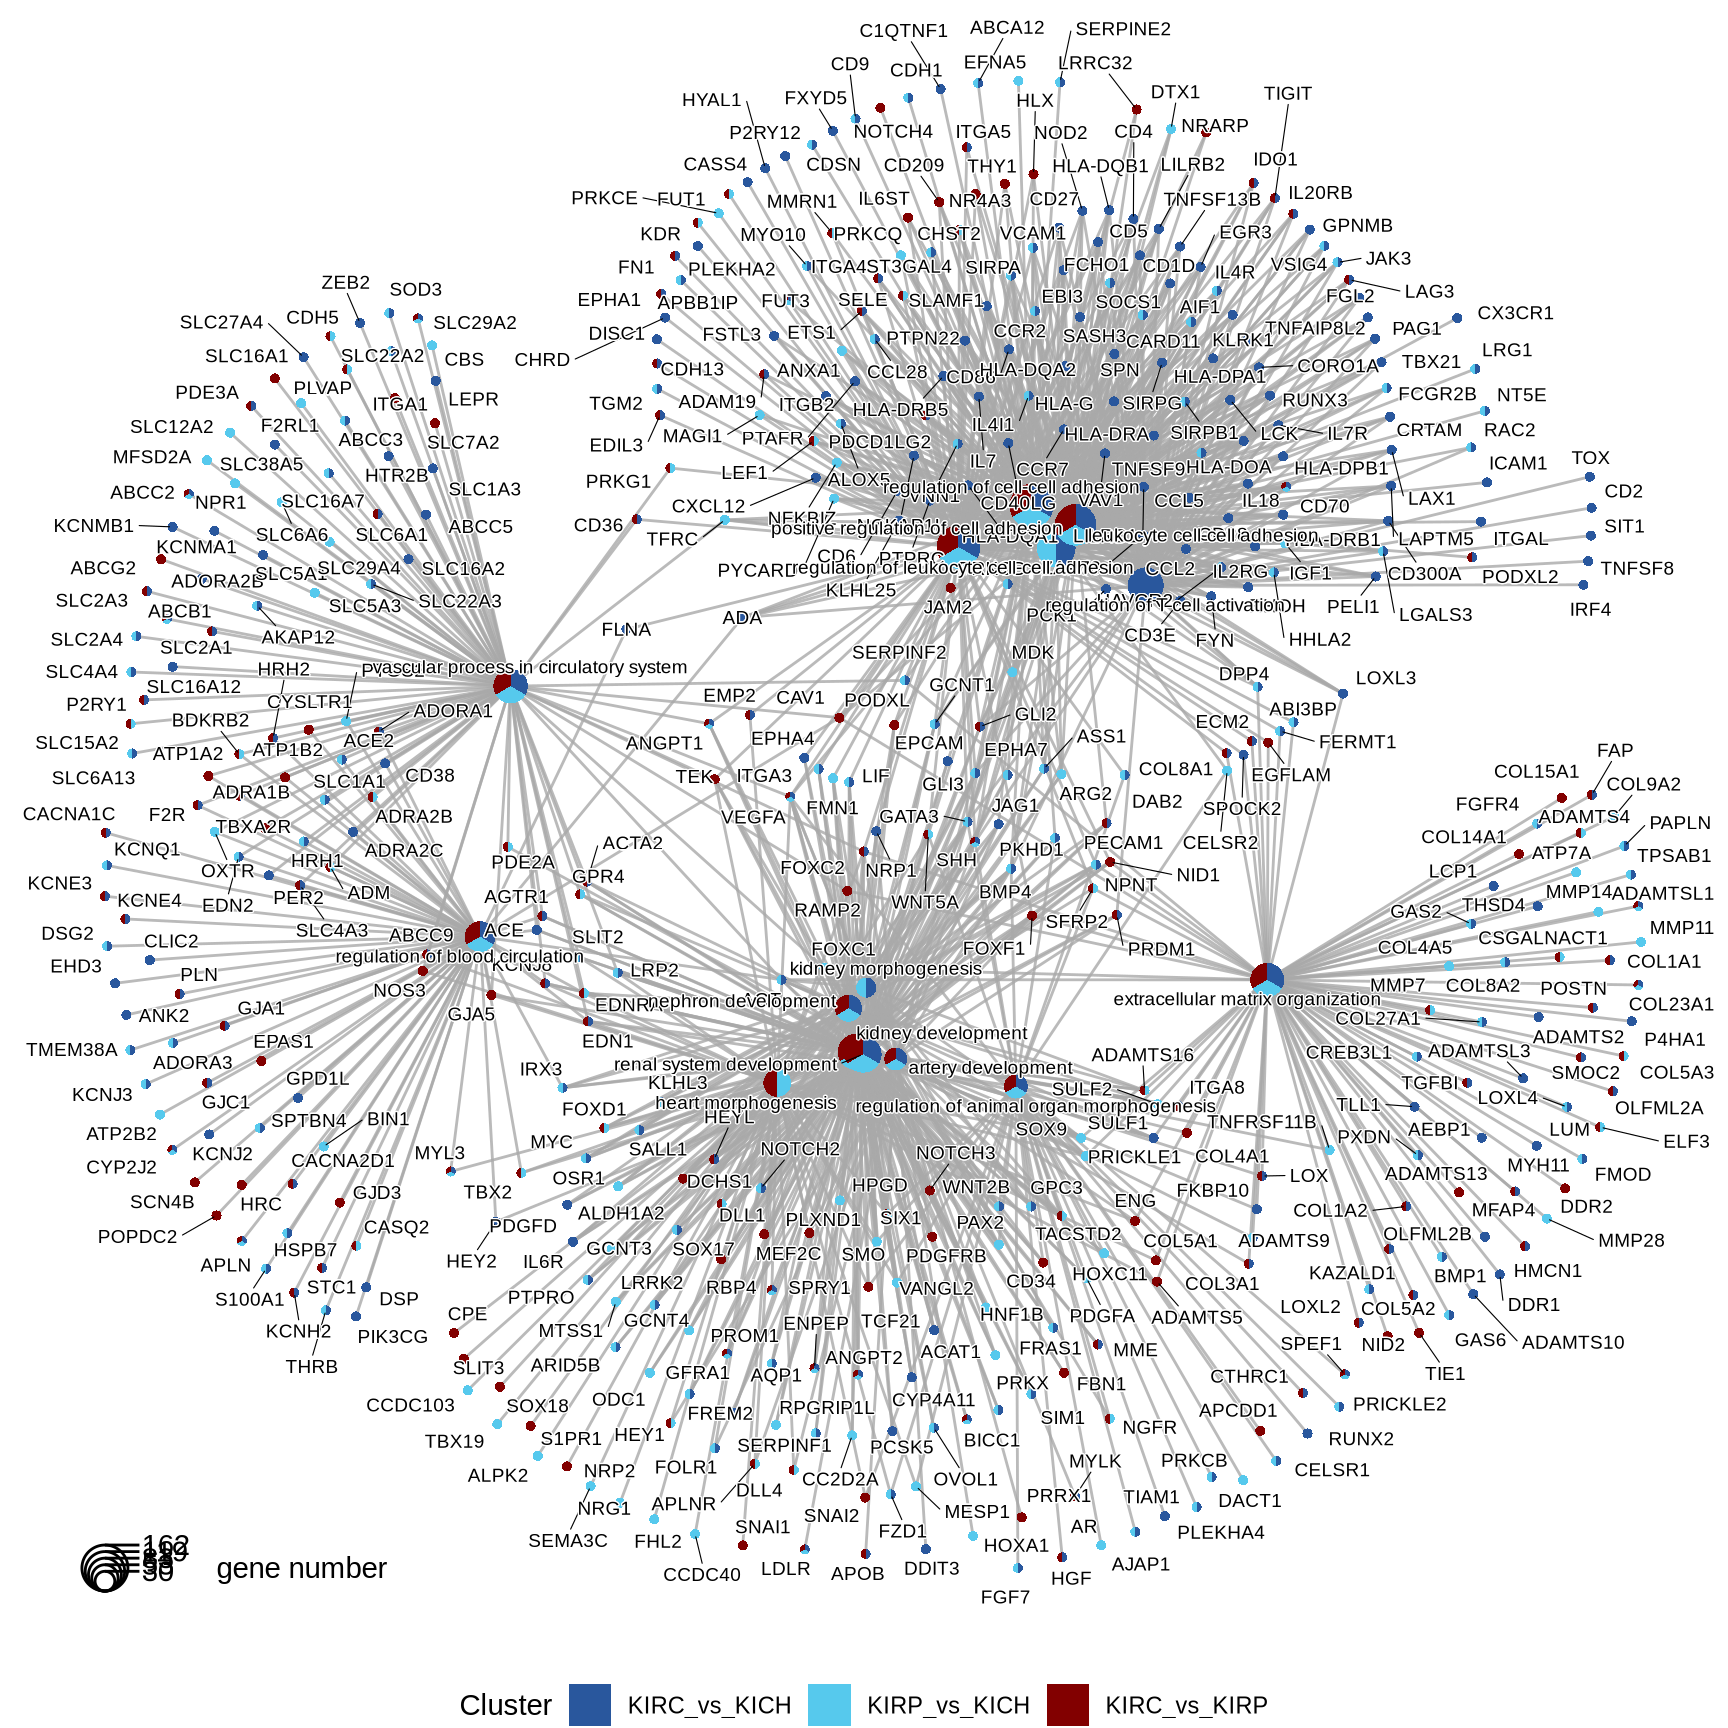 C1QTNF1
ABCA12
SERPINE2
CD9
CDH1
EFNA5
LRRC32
HYAL1
FXYD5
HLX
DTX1
TIGIT
P2RY12
NOTCH4
ITGA5
NOD2
CD4
NRARP
CASS4
CDSN
CD209
THY1
HLA-DQB1
LILRB2
IDO1
PRKCE
FUT1
MMRN1
IL6ST
NR4A3
CD27
TNFSF13B
IL20RB
KDR
MYO10
PRKCQ
CHST2
VCAM1
CD5
EGR3
GPNMB
FN1
PLEKHA2
ITGA4
ST3GAL4
SIRPA
FCHO1
CD1D
IL4R
VSIG4
JAK3
ZEB2
SOD3
EPHA1
APBB1IP
FUT3
SELE
SLAMF1
EBI3
SOCS1
AIF1
FGL2
LAG3
SLC27A4
CDH5
SLC29A2
DISC1
FSTL3
ETS1
PTPN22
CCR2
SASH3
CARD11
KLRK1
TNFAIP8L2
PAG1
CX3CR1
SLC16A1
SLC22A2
CBS
CHRD
CDH13
ANXA1
CCL28
CD80
HLA-DQA2
SPN
HLA-DPA1
CORO1A
TBX21
LRG1
PDE3A
PLVAP
ITGA1
LEPR
TGM2
ADAM19
ITGB2
HLA-DRB5
HLA-G
SIRPG
RUNX3
FCGR2B
NT5E
SLC12A2
F2RL1
ABCC3
SLC7A2
EDIL3
MAGI1
PTAFR
PDCD1LG2
IL4I1
HLA-DRA
SIRPB1
LCK
IL7R
CRTAM
RAC2
MFSD2A
SLC38A5
HTR2B
SLC1A3
PRKG1
LEF1
ALOX5
IL7
CCR7
TNFSF9
HLA-DOA
HLA-DPB1
ICAM1
TOX
ABCC2
NPR1
SLC16A7
CXCL12
VNN1
regulation of cell-cell adhesion
CD40LG
VAV1
CCL5
IL18
CD70
LAX1
CD2
KCNMB1
SLC6A6
SLC6A1
ABCC5
CD36
TFRC
positive regulation of cell adhesion
HLA-DQA1
leukocyte cell-cell adhesion
HLA-DRB1
LAPTM5
ITGAL
SIT1
KCNMA1
ABCG2
ADORA2B
SLC5A1
SLC29A4
SLC16A2
PYCARD
CD6
PTPRC
regulation of leukocyte cell-cell adhesion
CCL2
IL2RG
IGF1
CD300A
PODXL2
TNFSF8
SLC2A3
ABCB1
SLC5A3
SLC22A3
KLHL25
JAM2
regulation of T cell activation
PELI1
LGALS3
IRF4
SLC2A4
SLC2A1
AKAP12
FLNA
ADA
PCK1
CD3E
FYN
HHLA2
SLC4A4
SLC16A12
HRH2
vascular process in circulatory system
SERPINF2
MDK
DPP4
LOXL3
P2RY1
CYSLTR1
ADORA1
EMP2
CAV1
PODXL
GCNT1
GLI2
ECM2
ABI3BP
SLC15A2
BDKRB2
ATP1A2
ATP1B2
ACE2
ANGPT1
EPHA4
EPCAM
EPHA7
ASS1
FERMT1
SLC6A13
SLC1A1
CD38
TEK
ITGA3
LIF
GLI3
COL8A1
EGFLAM
FAP
CACNA1C
F2R
ADRA1B
ADRA2B
VEGFA
FMN1
GATA3
JAG1
ARG2
DAB2
SPOCK2
COL15A1
COL9A2
FGFR4
ADAMTS4
PAPLN
KCNQ1
TBXA2R
ADRA2C
PDE2A
ACTA2
FOXC2
NRP1
SHH
PKHD1
PECAM1
CELSR2
COL14A1
ATP7A
TPSAB1
KCNE3
OXTR
HRH1
ADM
GPR4
RAMP2
WNT5A
BMP4
NPNT
NID1
LCP1
MMP14
ADAMTSL1
KCNE4
EDN2
PER2
AGTR1
SFRP2
GAS2
THSD4
MMP11
DSG2
CLIC2
SLC4A3
ABCC9
ACE
SLIT2
FOXC1
FOXF1
PRDM1
COL4A5
CSGALNACT1
COL1A1
EHD3
PLN
regulation of blood circulation
KCNJ8
LRP2
kidney morphogenesis
extracellular matrix organization
MMP7
COL8A2
POSTN
COL23A1
ANK2
GJA1
NOS3
GJA5
EDNRA
nephron development
COL27A1
ADAMTS2
P4HA1
TMEM38A
ADORA3
EPAS1
EDN1
kidney development
CREB3L1
ADAMTSL3
SMOC2
COL5A3
KCNJ3
GJC1
GPD1L
IRX3
renal system development
KLHL3
artery development
ADAMTS16
SULF2
ITGA8
TGFBI
LOXL4
OLFML2A
ATP2B2
SPTBN4
BIN1
FOXD1
heart morphogenesis
HEYL
regulation of animal organ morphogenesis
SOX9
SULF1
TNFRSF11B
TLL1
AEBP1
LUM
ELF3
CYP2J2
KCNJ2
CACNA2D1
MYL3
MYC
SALL1
NOTCH2
NOTCH3
PRICKLE1
COL4A1
PXDN
ADAMTS13
MYH11
FMOD
SCN4B
HRC
GJD3
TBX2
OSR1
DCHS1
HPGD
WNT2B
GPC3
ENG
FKBP10
LOX
COL1A2
MFAP4
DDR2
POPDC2
CASQ2
PDGFD
ALDH1A2
DLL1
PLXND1
SIX1
PAX2
TACSTD2
COL5A1
ADAMTS9
OLFML2B
MMP28
APLN
HSPB7
HEY2
IL6R
GCNT3
SOX17
MEF2C
SMO
PDGFRB
CD34
HOXC11
COL3A1
KAZALD1
BMP1
HMCN1
S100A1
STC1
DSP
CPE
PTPRO
LRRK2
RBP4
SPRY1
VANGL2
HNF1B
PDGFA
ADAMTS5
LOXL2
COL5A2
DDR1
KCNH2
PIK3CG
MTSS1
GCNT4
PROM1
ENPEP
TCF21
ACAT1
FRAS1
MME
SPEF1
NID2
GAS6
ADAMTS10
THRB
SLIT3
ARID5B
GFRA1
AQP1
ANGPT2
PRKX
FBN1
CTHRC1
TIE1
CCDC103
SOX18
ODC1
FREM2
RPGRIP1L
CYP4A11
SIM1
NGFR
APCDD1
PRICKLE2
TBX19
S1PR1
HEY1
SERPINF1
PCSK5
BICC1
RUNX2
ALPK2
NRP2
FOLR1
CC2D2A
OVOL1
MYLK
PRKCB
CELSR1
NRG1
APLNR
DLL4
SNAI2
MESP1
PRRX1
TIAM1
DACT1
SEMA3C
FHL2
SNAI1
FZD1
HOXA1
AR
PLEKHA4
CCDC40
LDLR
APOB
DDIT3
FGF7
HGF
AJAP1
162
gene number
Cluster
KIRC_vs_KICH
KIRP_vs_KICH
KIRC_vs_KIRP